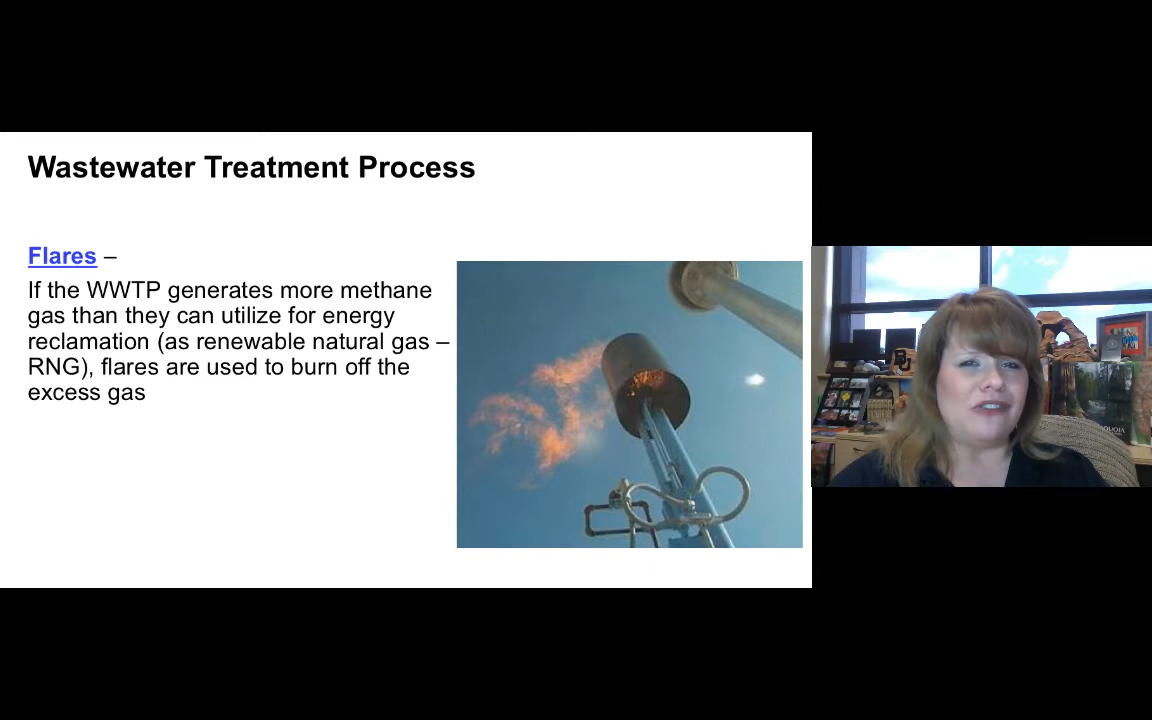 Wastewater Treatment Process
Flares –
If the WWTP generates more methane
gas than they can utilize for energy
reclamation (as renewable natural gas –
RNG), flares are used to burn off the
excess gas